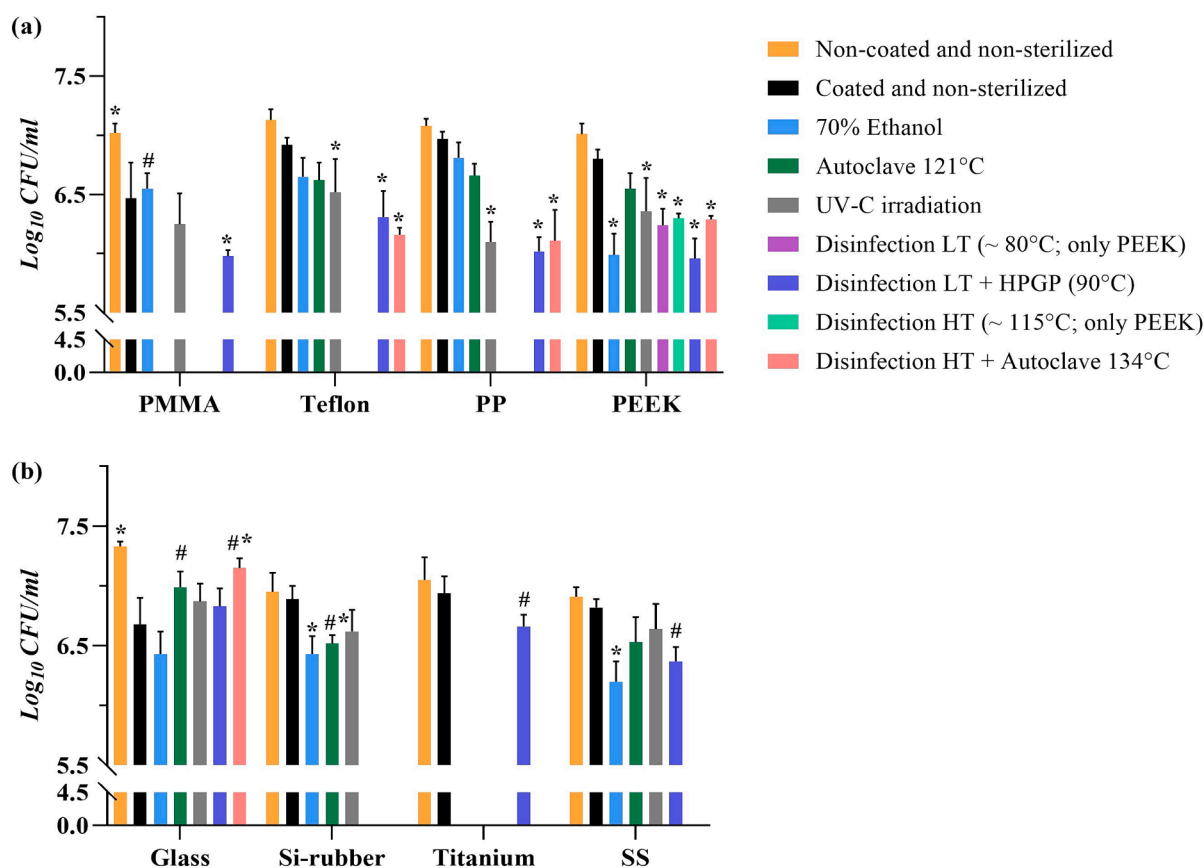 (a)
Log10 CFU/ml
7.5
6.5
5.5
4.5
0.0
* # *
* * *
* * *
* * * * * *
PMMA Teflon PP PEEK
Non-coated and non-sterilized
Coated and non-sterilized
70% Ethanol
Autoclave 121°C
UV-C irradiation
Disinfection LT (~ 80°C; only PEEK)
Disinfection LT + HPGP (90°C)
Disinfection HT (~ 115°C; only PEEK)
Disinfection HT + Autoclave 134°C
(b)
Log10 CFU/ml
7.5
6.5
5.5
4.5
0.0
* # #*
* #*
#
* #
Glass Si-rubber Titanium SS